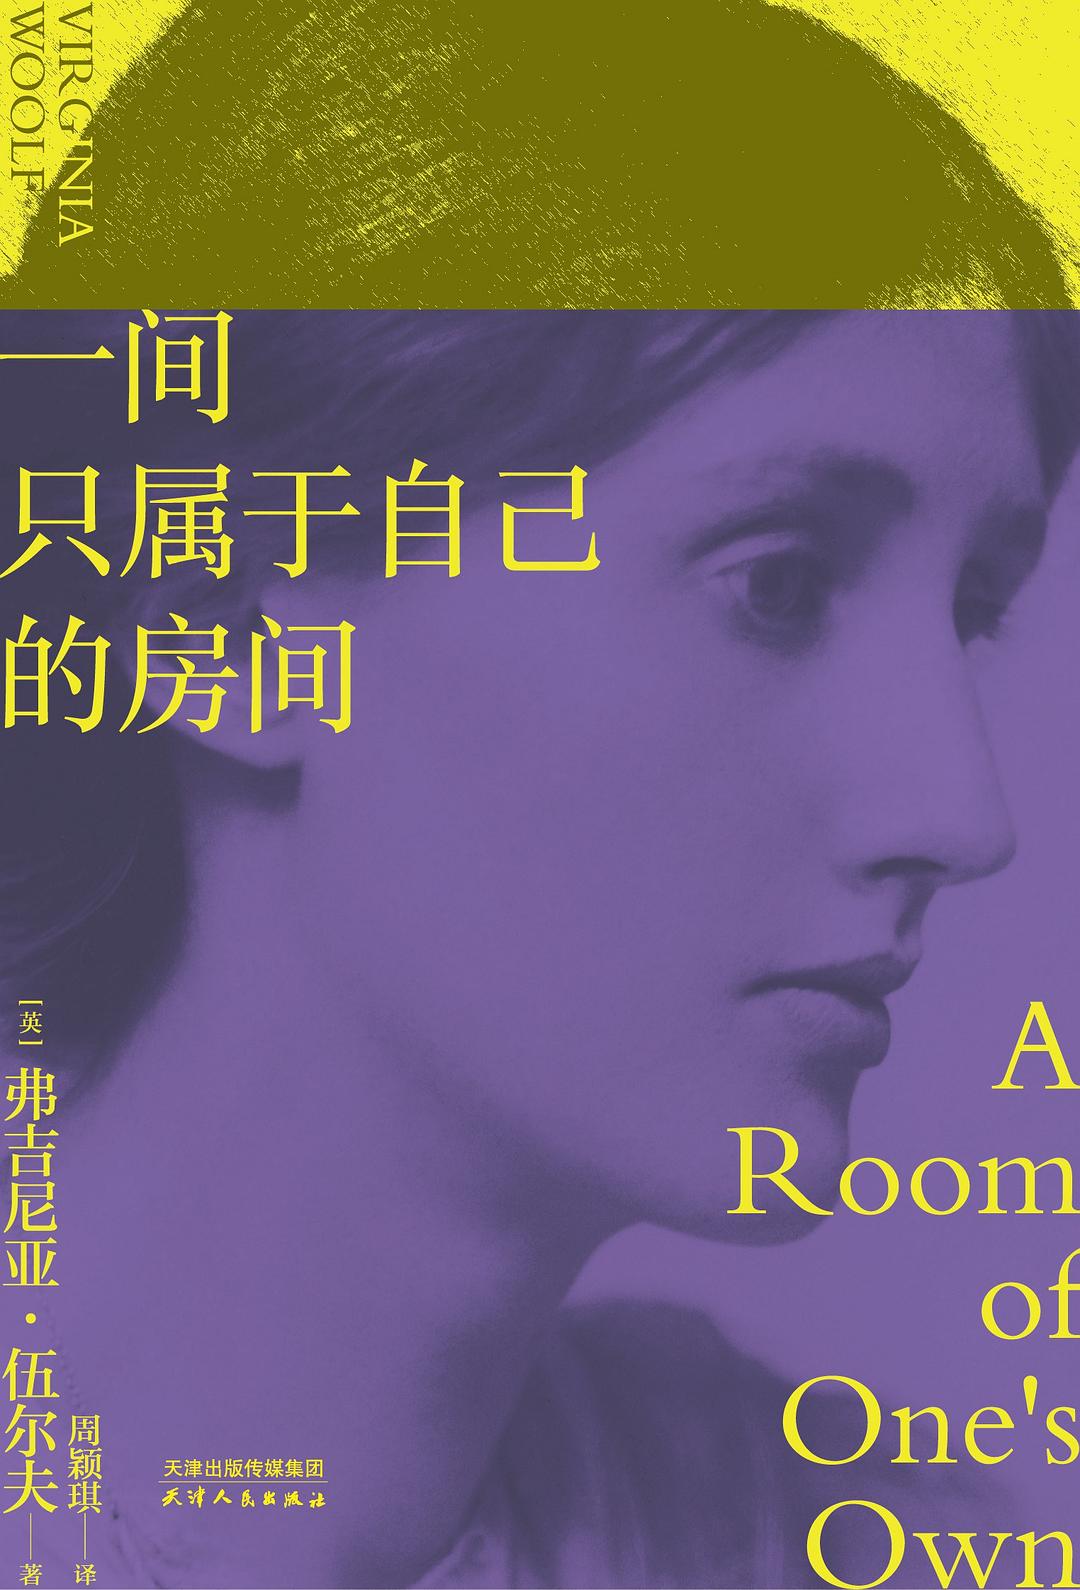 VIRGINIA
WOOLF
一间
只属于自己
的房间
[英]弗吉尼亚·伍尔夫——著
周颖琪——译
天津出版传媒集团
天津人民出版社
A
Room
of
One's
Own